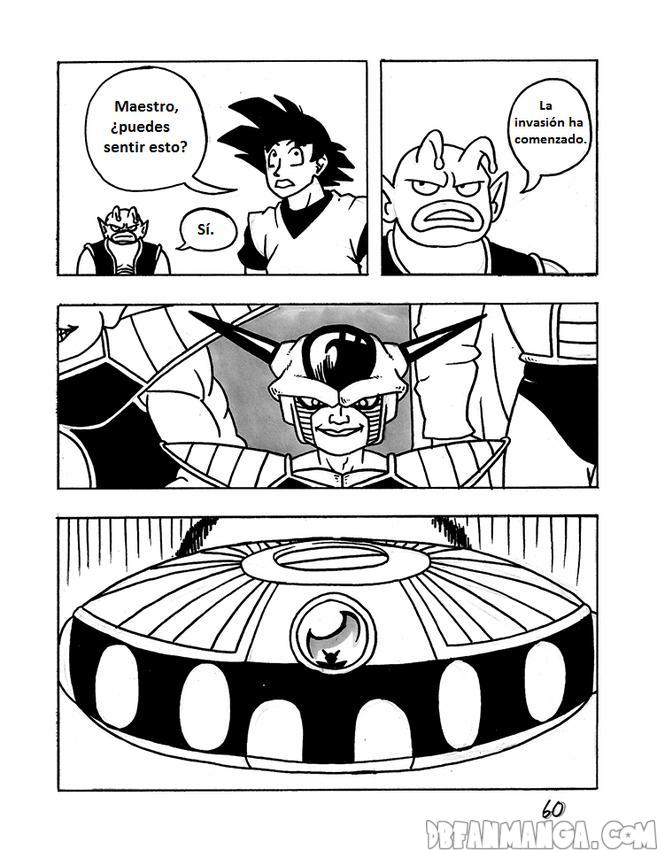 Maestro,
¿puedes
sentir esto?
Sí.
La
invasión ha
comenzado.
60
DBFANMANGA.COM